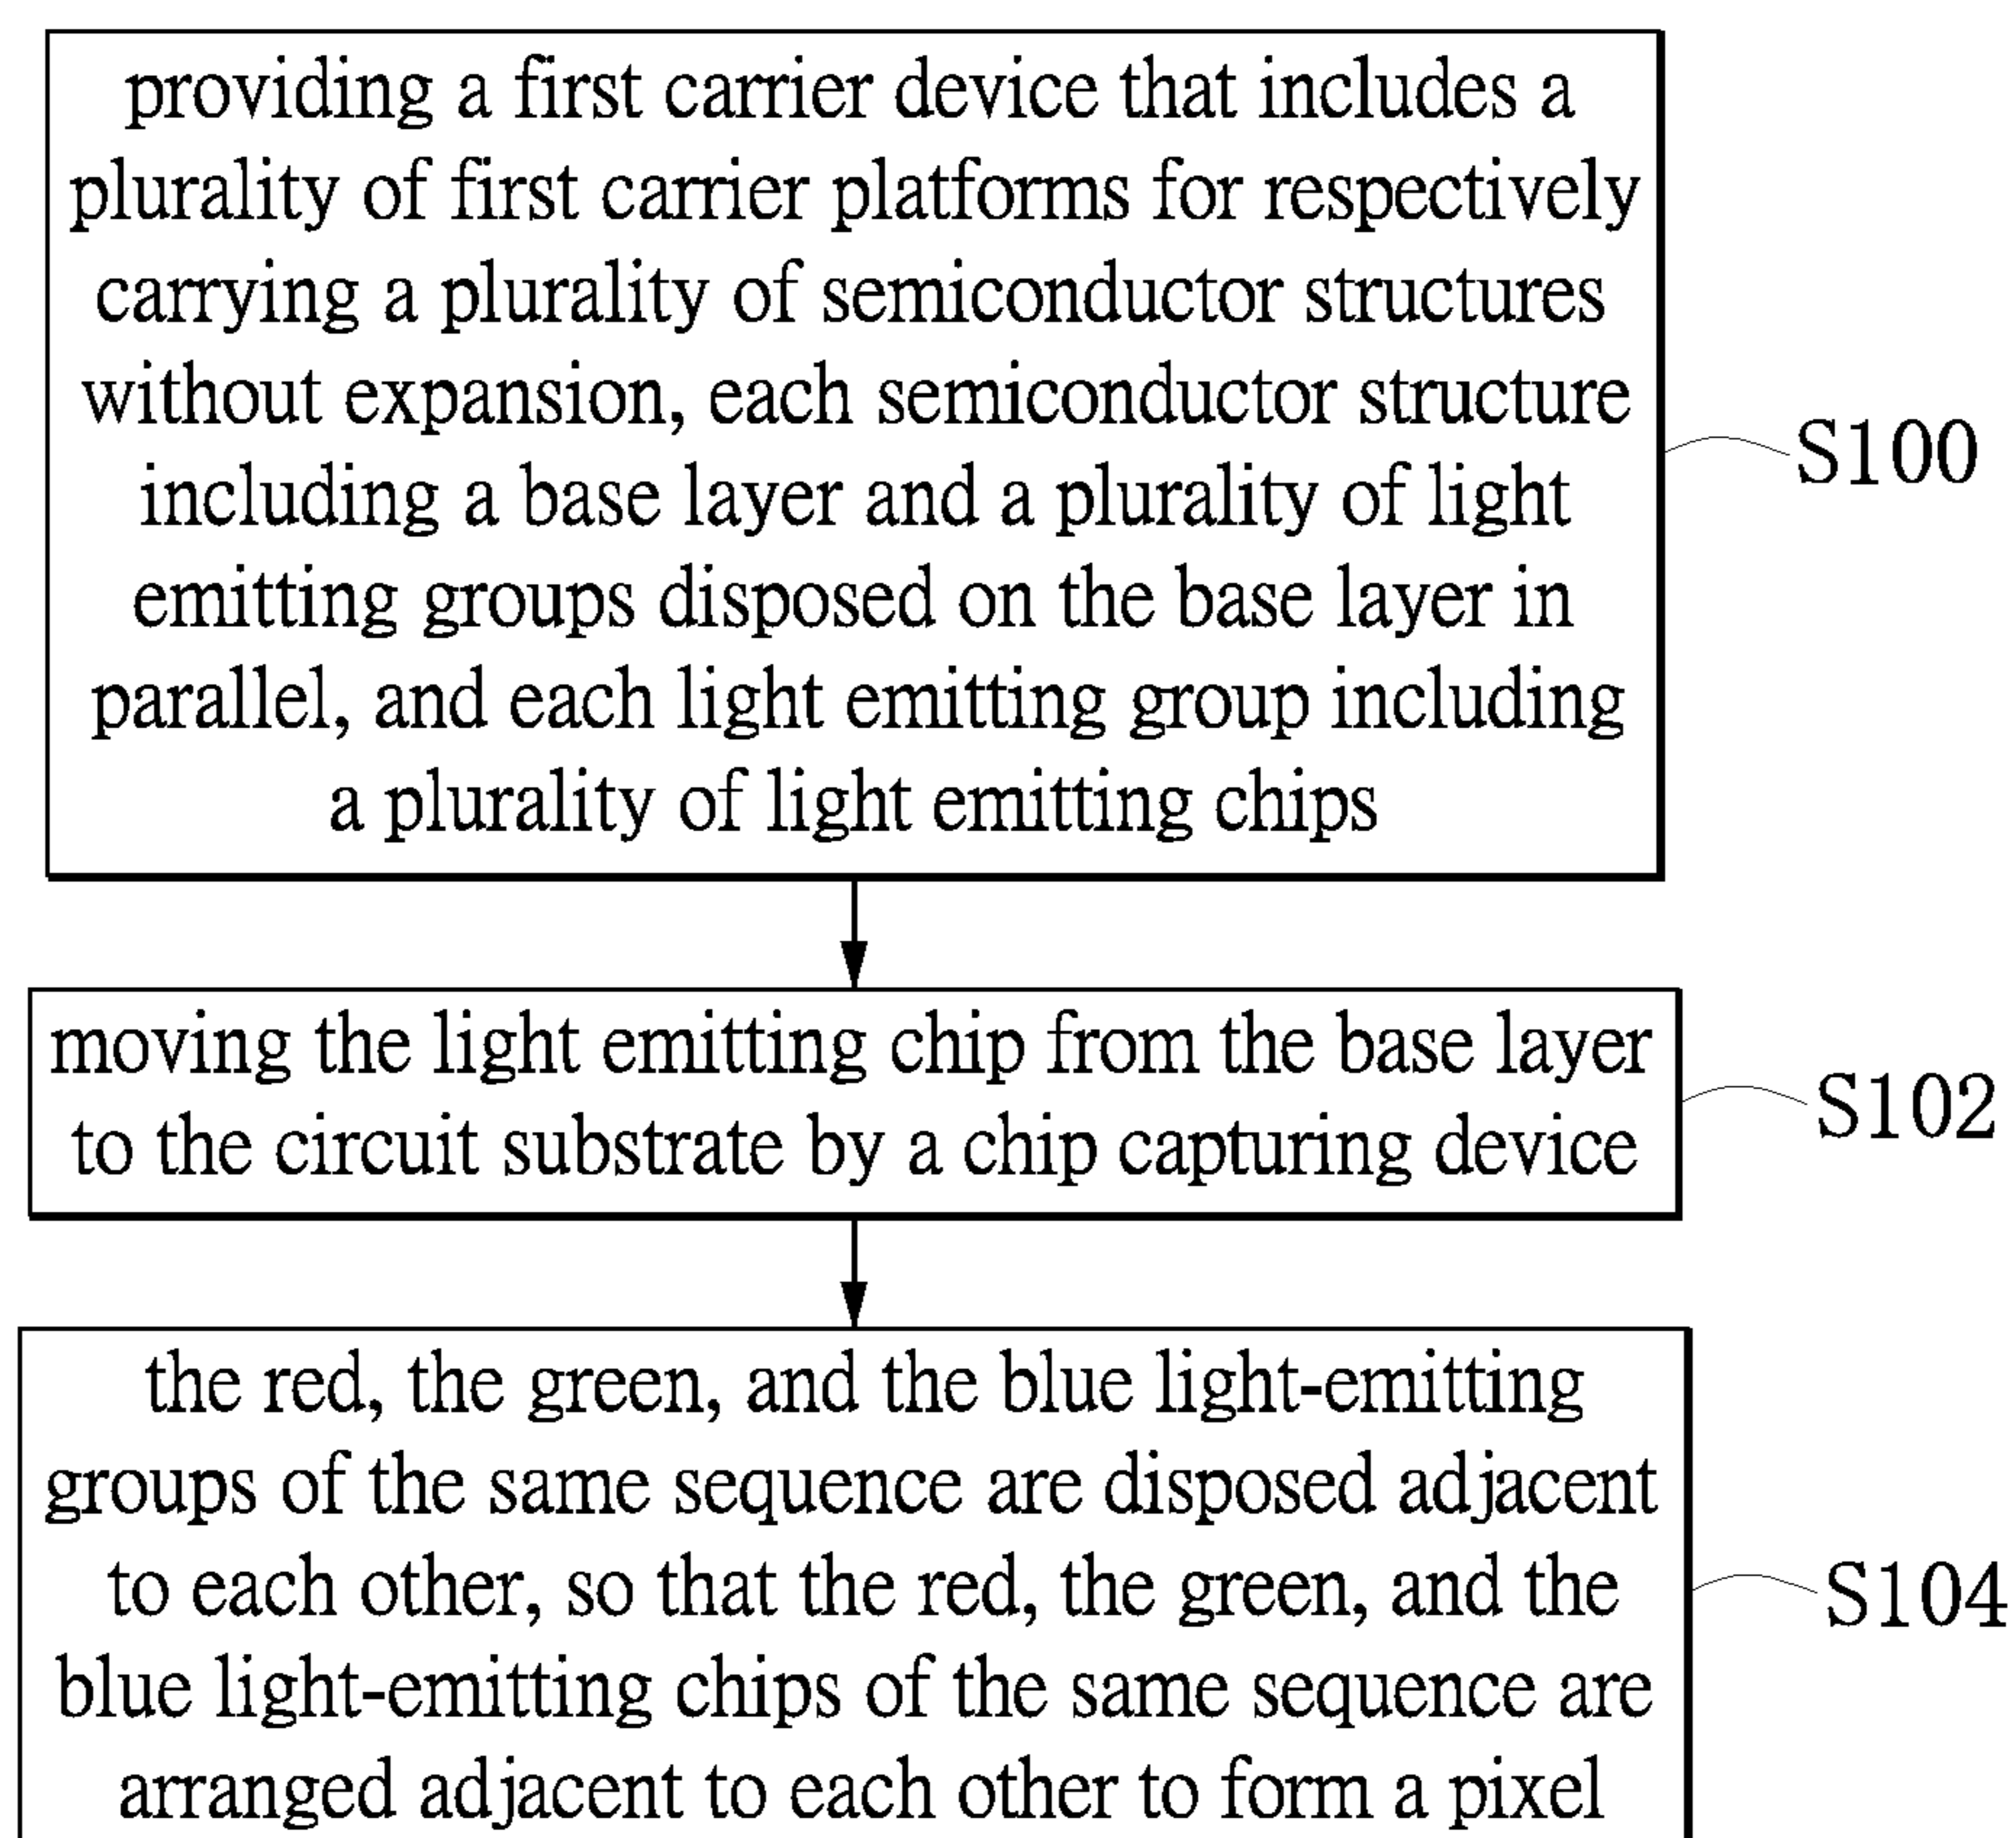 providing a first carrier device that includes a
plurality of first carrier platforms for respectively
carrying a plurality of semiconductor structures
without expansion, each semiconductor structure
including a base layer and a plurality of light
emitting groups disposed on the base layer in
parallel, and each light emitting group including
a plurality of light emitting chips
S100
moving the light emitting chip from the base layer
to the circuit substrate by a chip capturing device
S102
the red, the green, and the blue light-emitting
groups of the same sequence are disposed adjacent
to each other, so that the red, the green, and the
blue light-emitting chips of the same sequence are
arranged adjacent to each other to form a pixel
S104